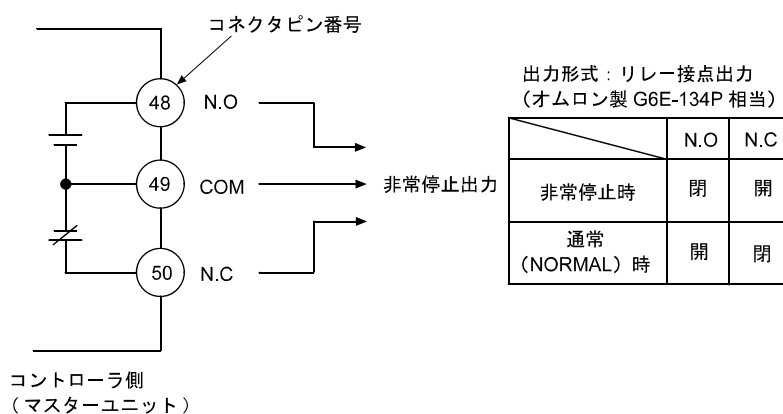 コネクタピン番号
48 N.O
49 COM
50 N.C
非常停止出力
コントローラ側
（マスターユニット）
出力形式：リレー接点出力
（オムロン製 G6E-134P 相当）
N.O N.C
非常停止時 閉 開
通常
（NORMAL）時 開 閉